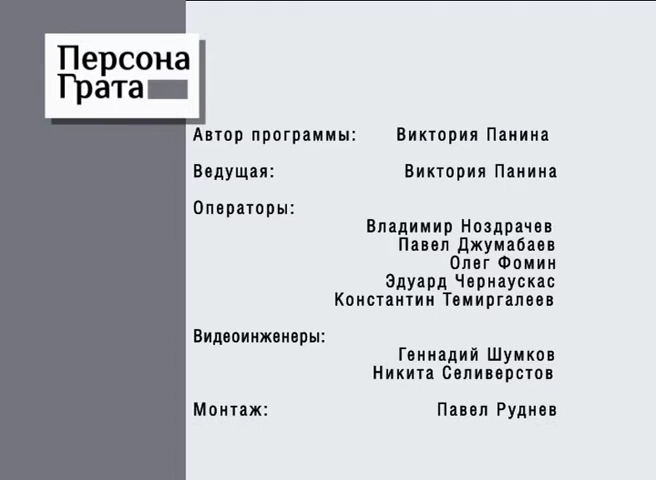 Персона
Грата
Автор программы: Виктория Панина
Ведущая: Виктория Панина
Операторы:
Владимир Ноздрачев
Павел Джумабаев
Олег Фомин
Эдуард Чернаускас
Константин Темиргалеев
Видеоинженеры:
Геннадий Шумков
Никита Селиверстов
Монтаж: Павел Руднев